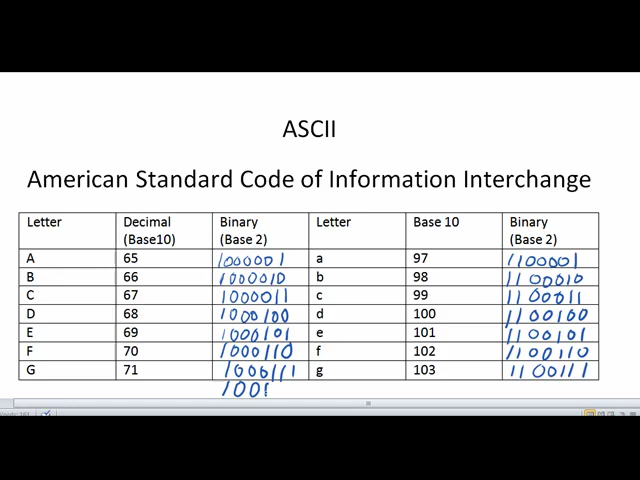 ASCII
American Standard Code of Information Interchange
Letter Decimal (Base10) Binary (Base 2) Letter Base 10 Binary (Base 2)
A 65 1000001 a 97 1100001
B 66 1000010 b 98 1100010
C 67 1000011 c 99 1100011
D 68 1000100 d 100 1100100
E 69 1000101 e 101 1100101
F 70 1000110 f 102 1100110
G 71 1000111 g 103 1100111